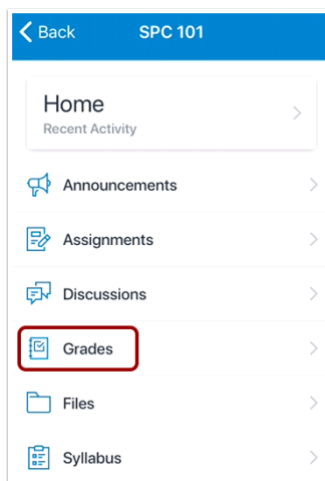 Back SPC 101
Home
Recent Activity
Announcements
Assignments
Discussions
Grades
Files
Syllabus